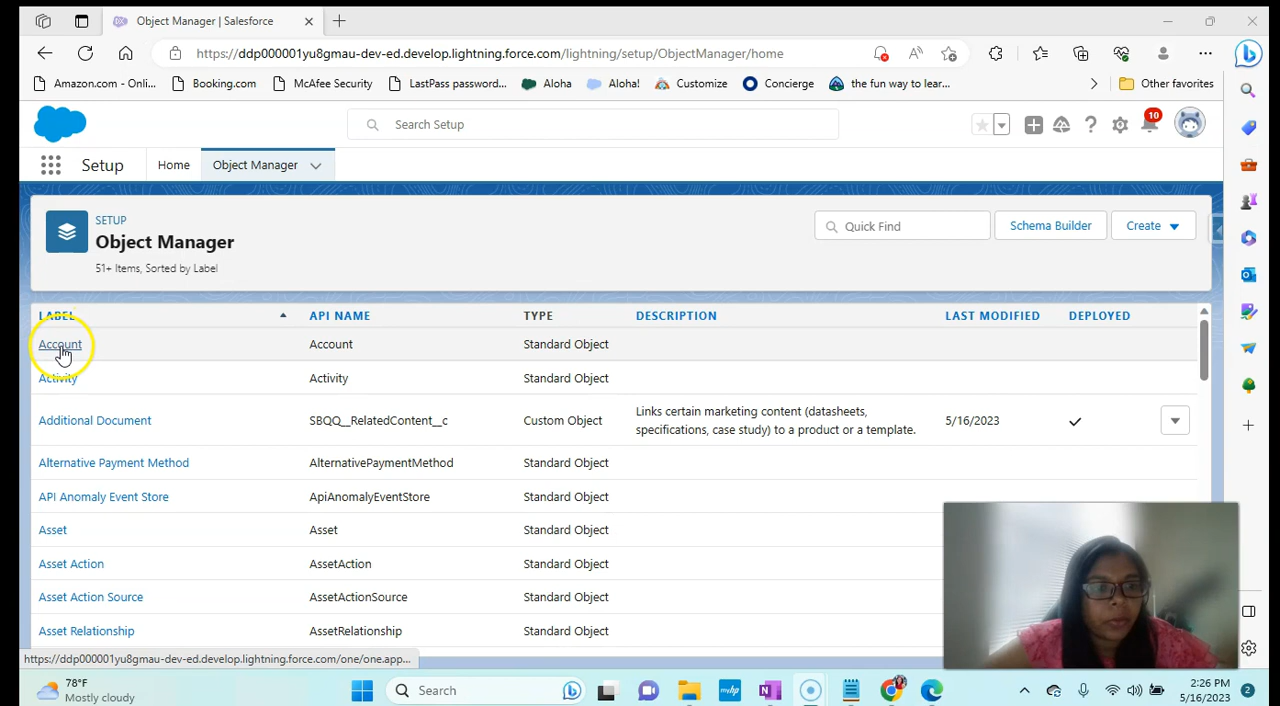 Object Manager | Salesforce
https://ddp000001yu8gmau-dev-ed.develop.lightning.force.com/lightning/setup/ObjectManager/home
Amazon.com - Onli...
Booking.com
McAfee Security
LastPass password...
Aloha
Aloha!
Customize
Concierge
the fun way to lear...
Other favorites
Search Setup
10
Setup
Home
Object Manager
SETUP
Object Manager
51+ Items, Sorted by Label
Quick Find
Schema Builder
Create
LABEL API NAME TYPE DESCRIPTION LAST MODIFIED DEPLOYED
Account Account Standard Object
Activity Activity Standard Object
Additional Document SBQQ__RelatedContent__c Custom Object Links certain marketing content (datasheets, 5/16/2023
specifications, case study) to a product or a template.
Alternative Payment Method AlternativePaymentMethod Standard Object
API Anomaly Event Store ApiAnomalyEventStore Standard Object
Asset Asset Standard Object
Asset Action AssetAction Standard Object
Asset Action Source AssetActionSource Standard Object
Asset Relationship AssetRelationship Standard Object
https://ddp000001yu8gmau-dev-ed.develop.lightning.force.com/one/one.app...
78°F
Mostly cloudy
Search
myhp
2:26 PM
5/16/2023
2